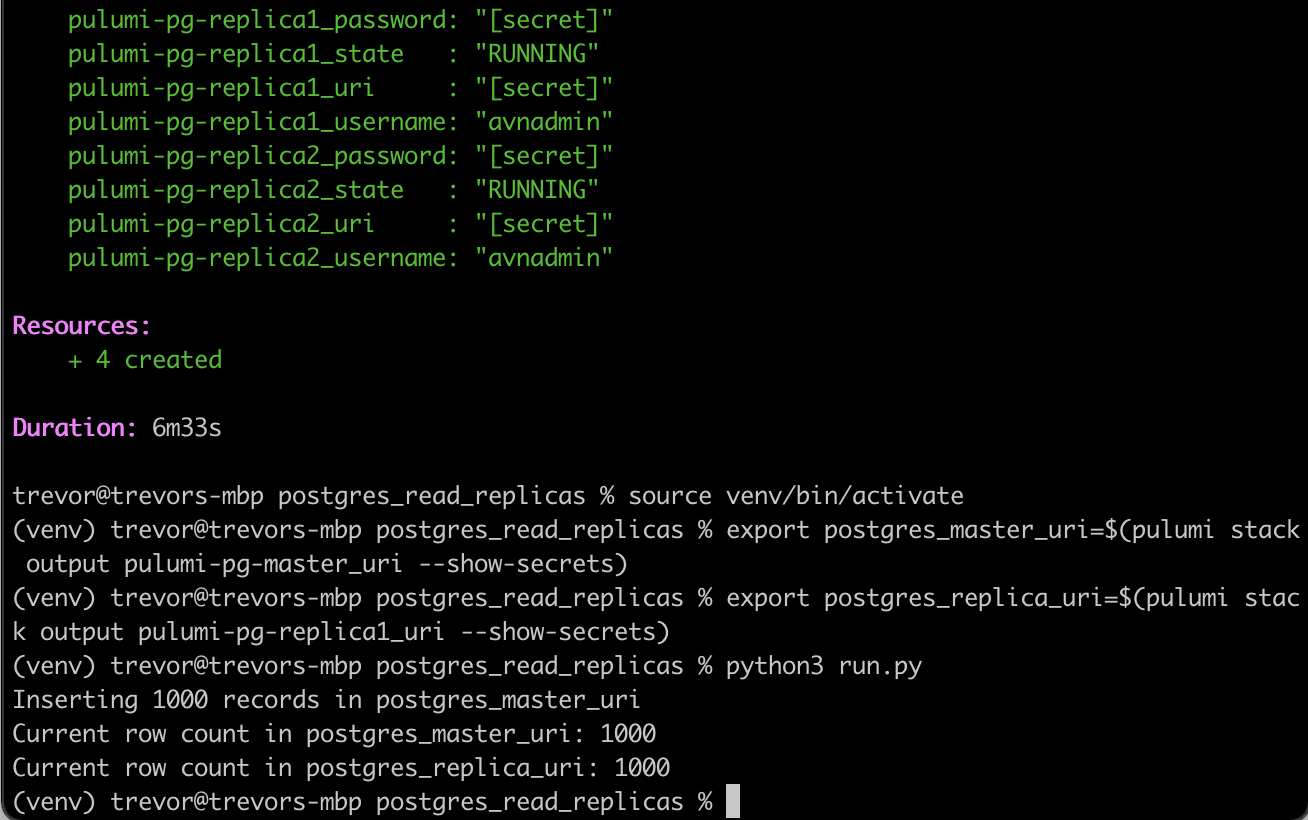 pulumi-pg-replica1_password: "[secret]"
pulumi-pg-replica1_state   : "RUNNING"
pulumi-pg-replica1_uri     : "[secret]"
pulumi-pg-replica1_username: "avnadmin"
pulumi-pg-replica2_password: "[secret]"
pulumi-pg-replica2_state   : "RUNNING"
pulumi-pg-replica2_uri     : "[secret]"
pulumi-pg-replica2_username: "avnadmin"
Resources:
+ 4 created
Duration: 6m33s
trevor@trevors-mbp postgres_read_replicas % source venv/bin/activate
(venv) trevor@trevors-mbp postgres_read_replicas % export postgres_master_uri=$(pulumi stack
output pulumi-pg-master_uri --show-secrets)
(venv) trevor@trevors-mbp postgres_read_replicas % export postgres_replica_uri=$(pulumi stac
k output pulumi-pg-replica1_uri --show-secrets)
(venv) trevor@trevors-mbp postgres_read_replicas % python3 run.py
Inserting 1000 records in postgres_master_uri
Current row count in postgres_master_uri: 1000
Current row count in postgres_replica_uri: 1000
(venv) trevor@trevors-mbp postgres_read_replicas %